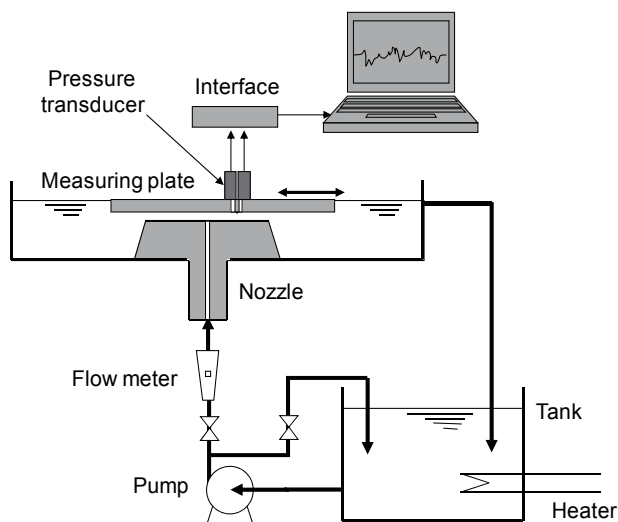 Pressure
transducer
Interface
Measuring plate
Nozzle
Flow meter
Tank
Pump
Heater